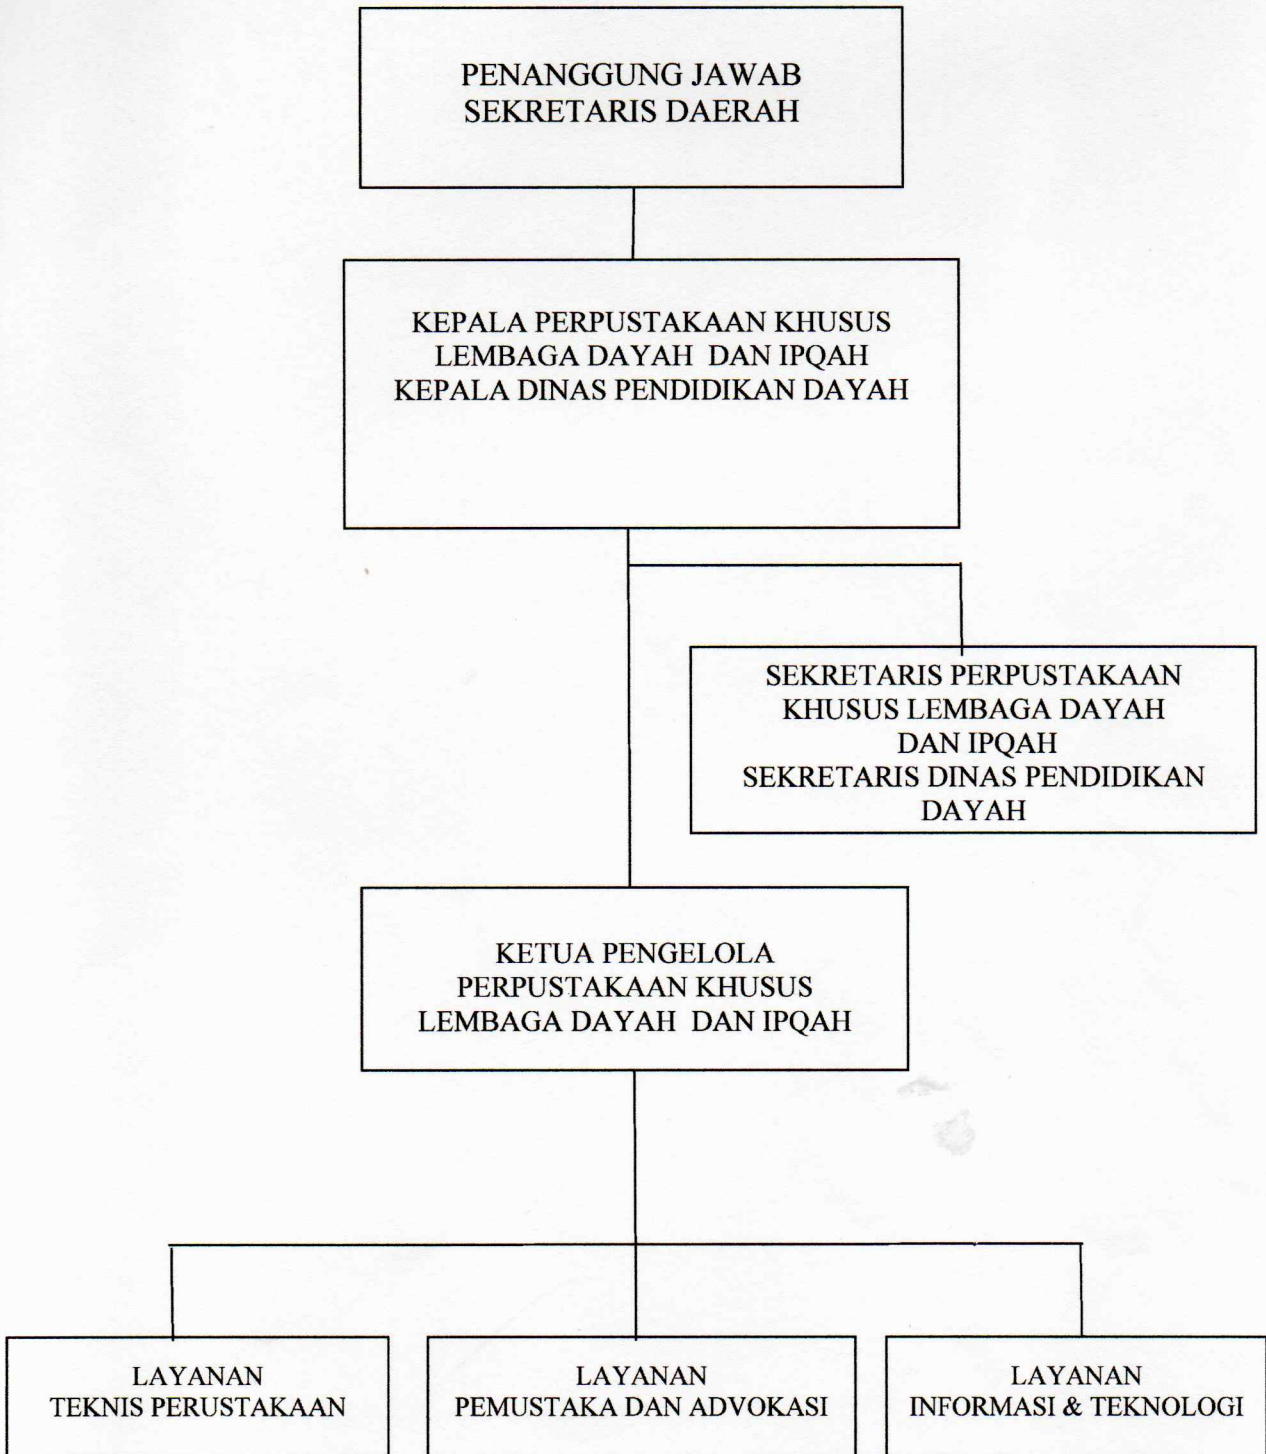 PENANGGUNG JAWAB
SEKRETARIS DAERAH
KEPALA PERPUSTAKAAN KHUSUS
LEMBAGA DAYAH DAN IPQAH
KEPALA DINAS PENDIDIKAN DAYAH
SEKRETARIS PERPUSTAKAAN
KHUSUS LEMBAGA DAYAH
DAN IPQAH
SEKRETARIS DINAS PENDIDIKAN
DAYAH
KETUA PENGELOLA
PERPUSTAKAAN KHUSUS
LEMBAGA DAYAH DAN IPQAH
LAYANAN
TEKNIS PERUSTAKAAN
LAYANAN
PEMUSTAKA DAN ADVOKASI
LAYANAN
INFORMASI & TEKNOLOGI